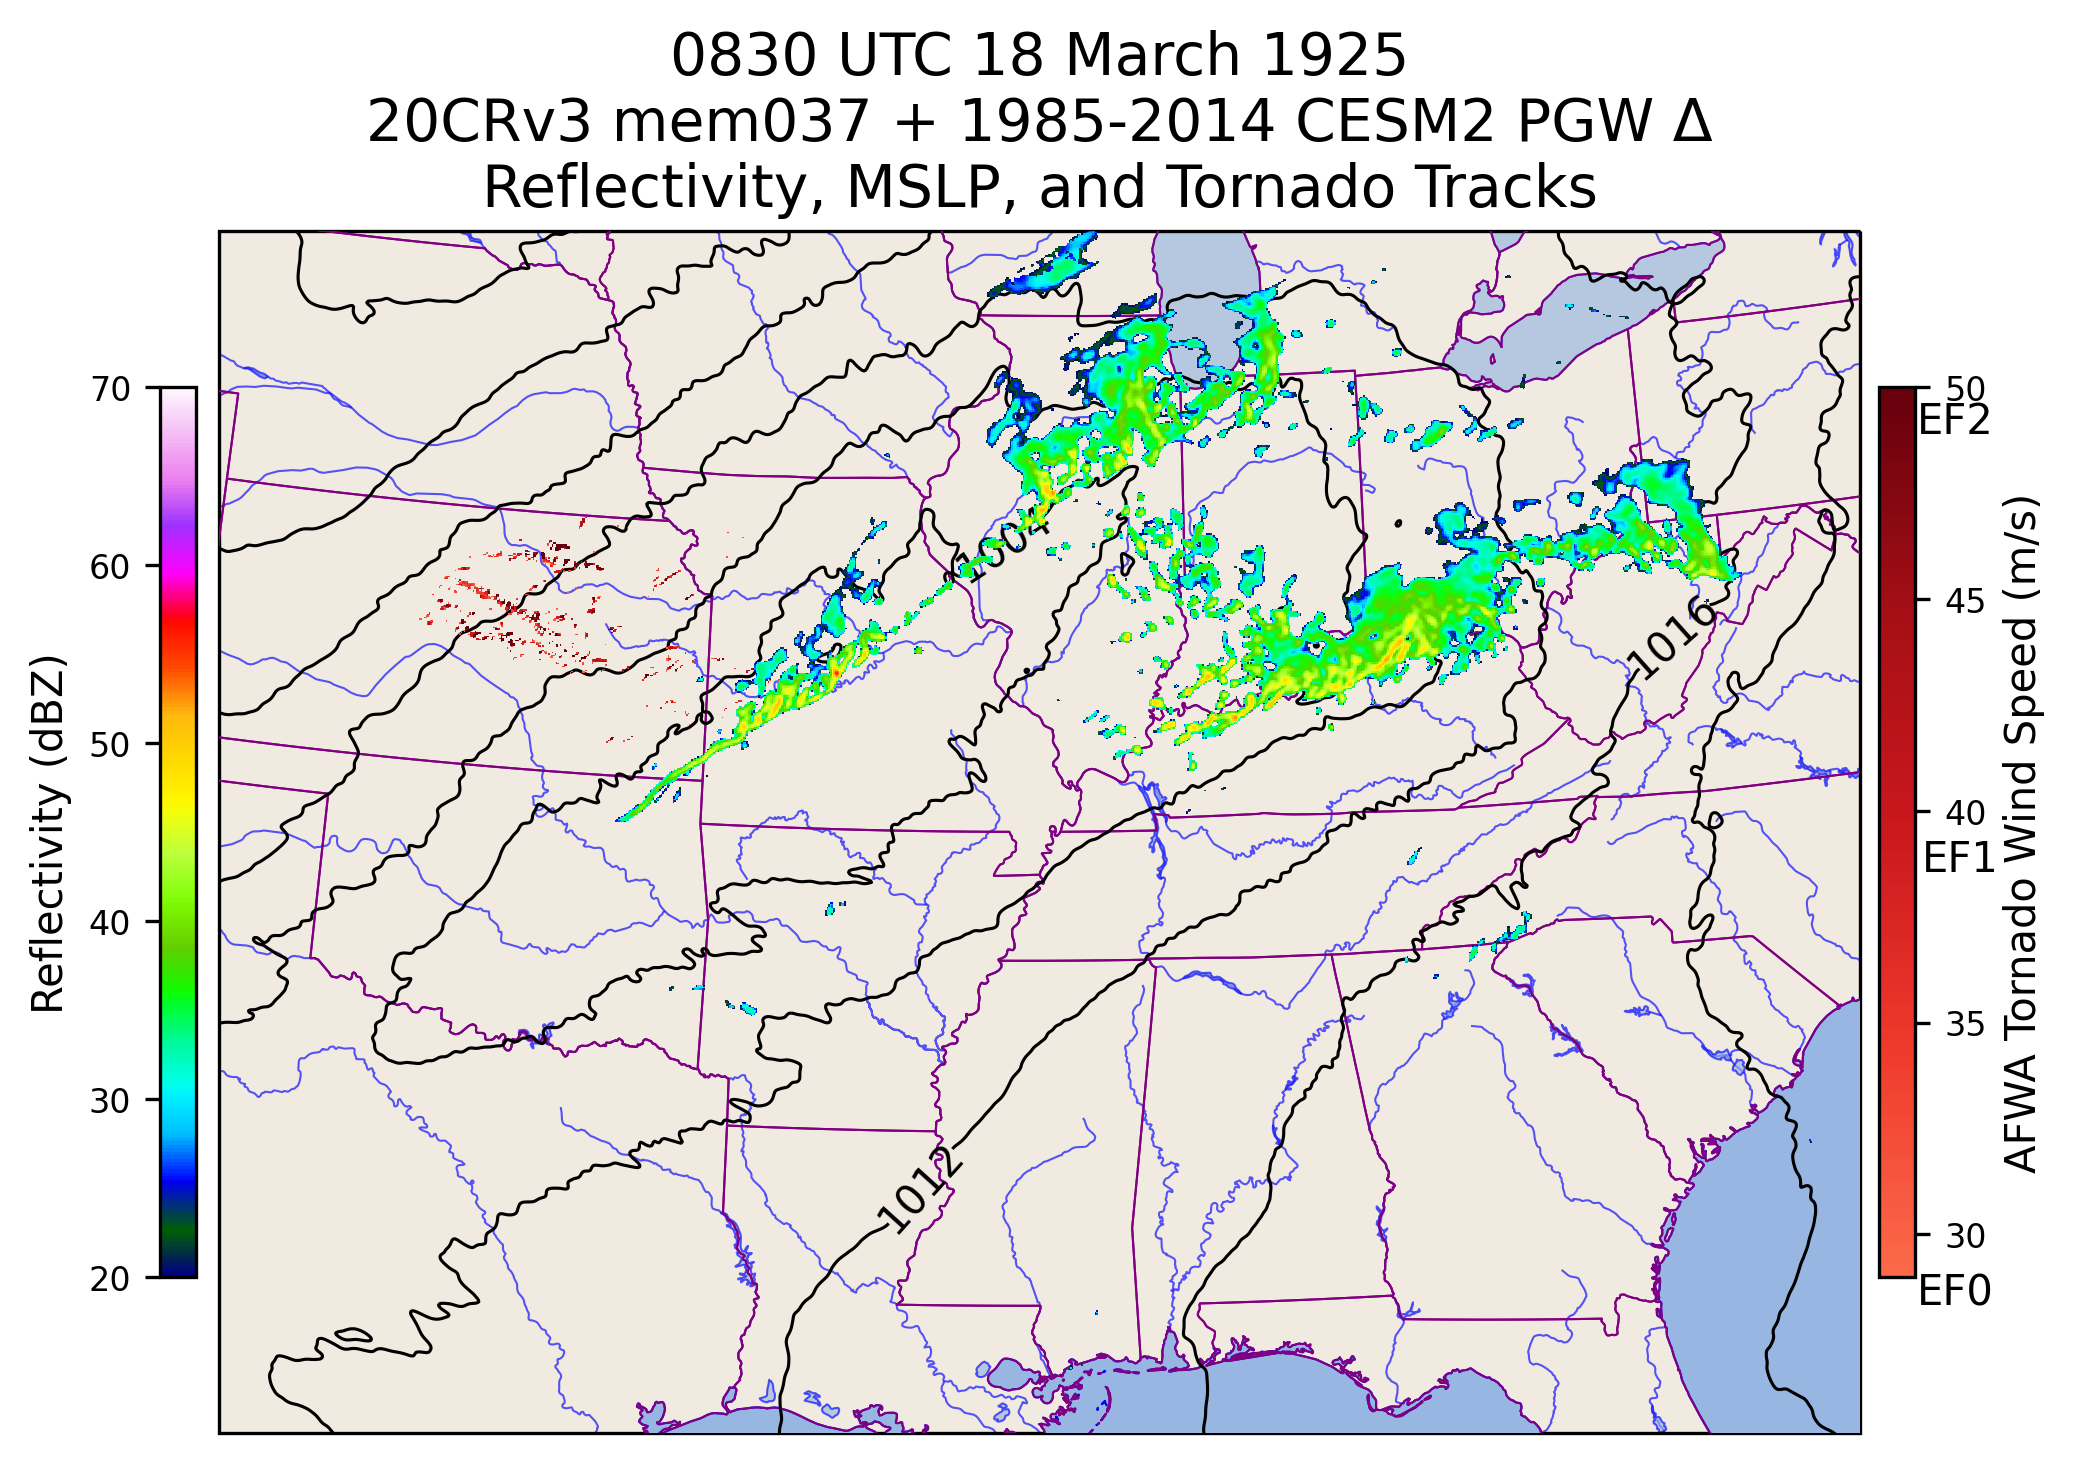 0830 UTC 18 March 1925
20CRv3 mem037 + 1985-2014 CESM2 PGW Δ
Reflectivity, MSLP, and Tornado Tracks
Reflectivity (dBZ)
70
60
50
40
30
20
1004
1016
1012
50
EF2
45
40
EF1
35
30
EF0
AFWA Tornado Wind Speed (m/s)